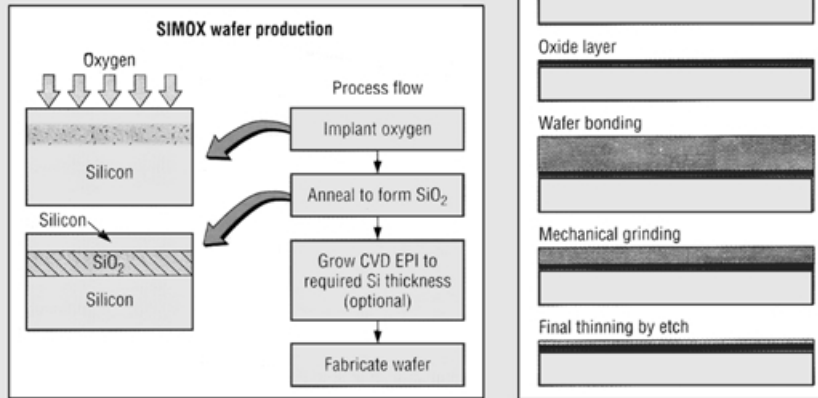 SIMOX wafer production
Oxygen
Silicon
Silicon
SiO2
Silicon
Process flow
Implant oxygen
Anneal to form SiO2
Grow CVD EPI to
required Si thickness
(optional)
Fabricate wafer
Oxide layer
Wafer bonding
Mechanical grinding
Final thinning by etch